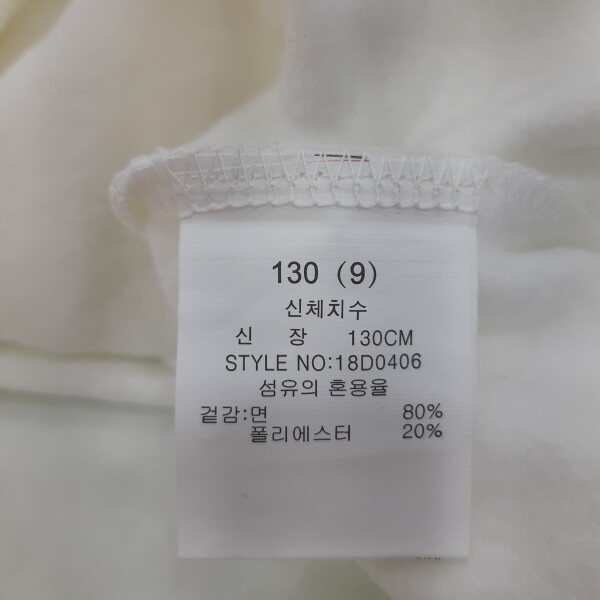 130 (9)
신체치수
신 장 130CM
STYLE NO:18D0406
섬유의 혼용율
겉감:면 80%
폴리에스터 20%